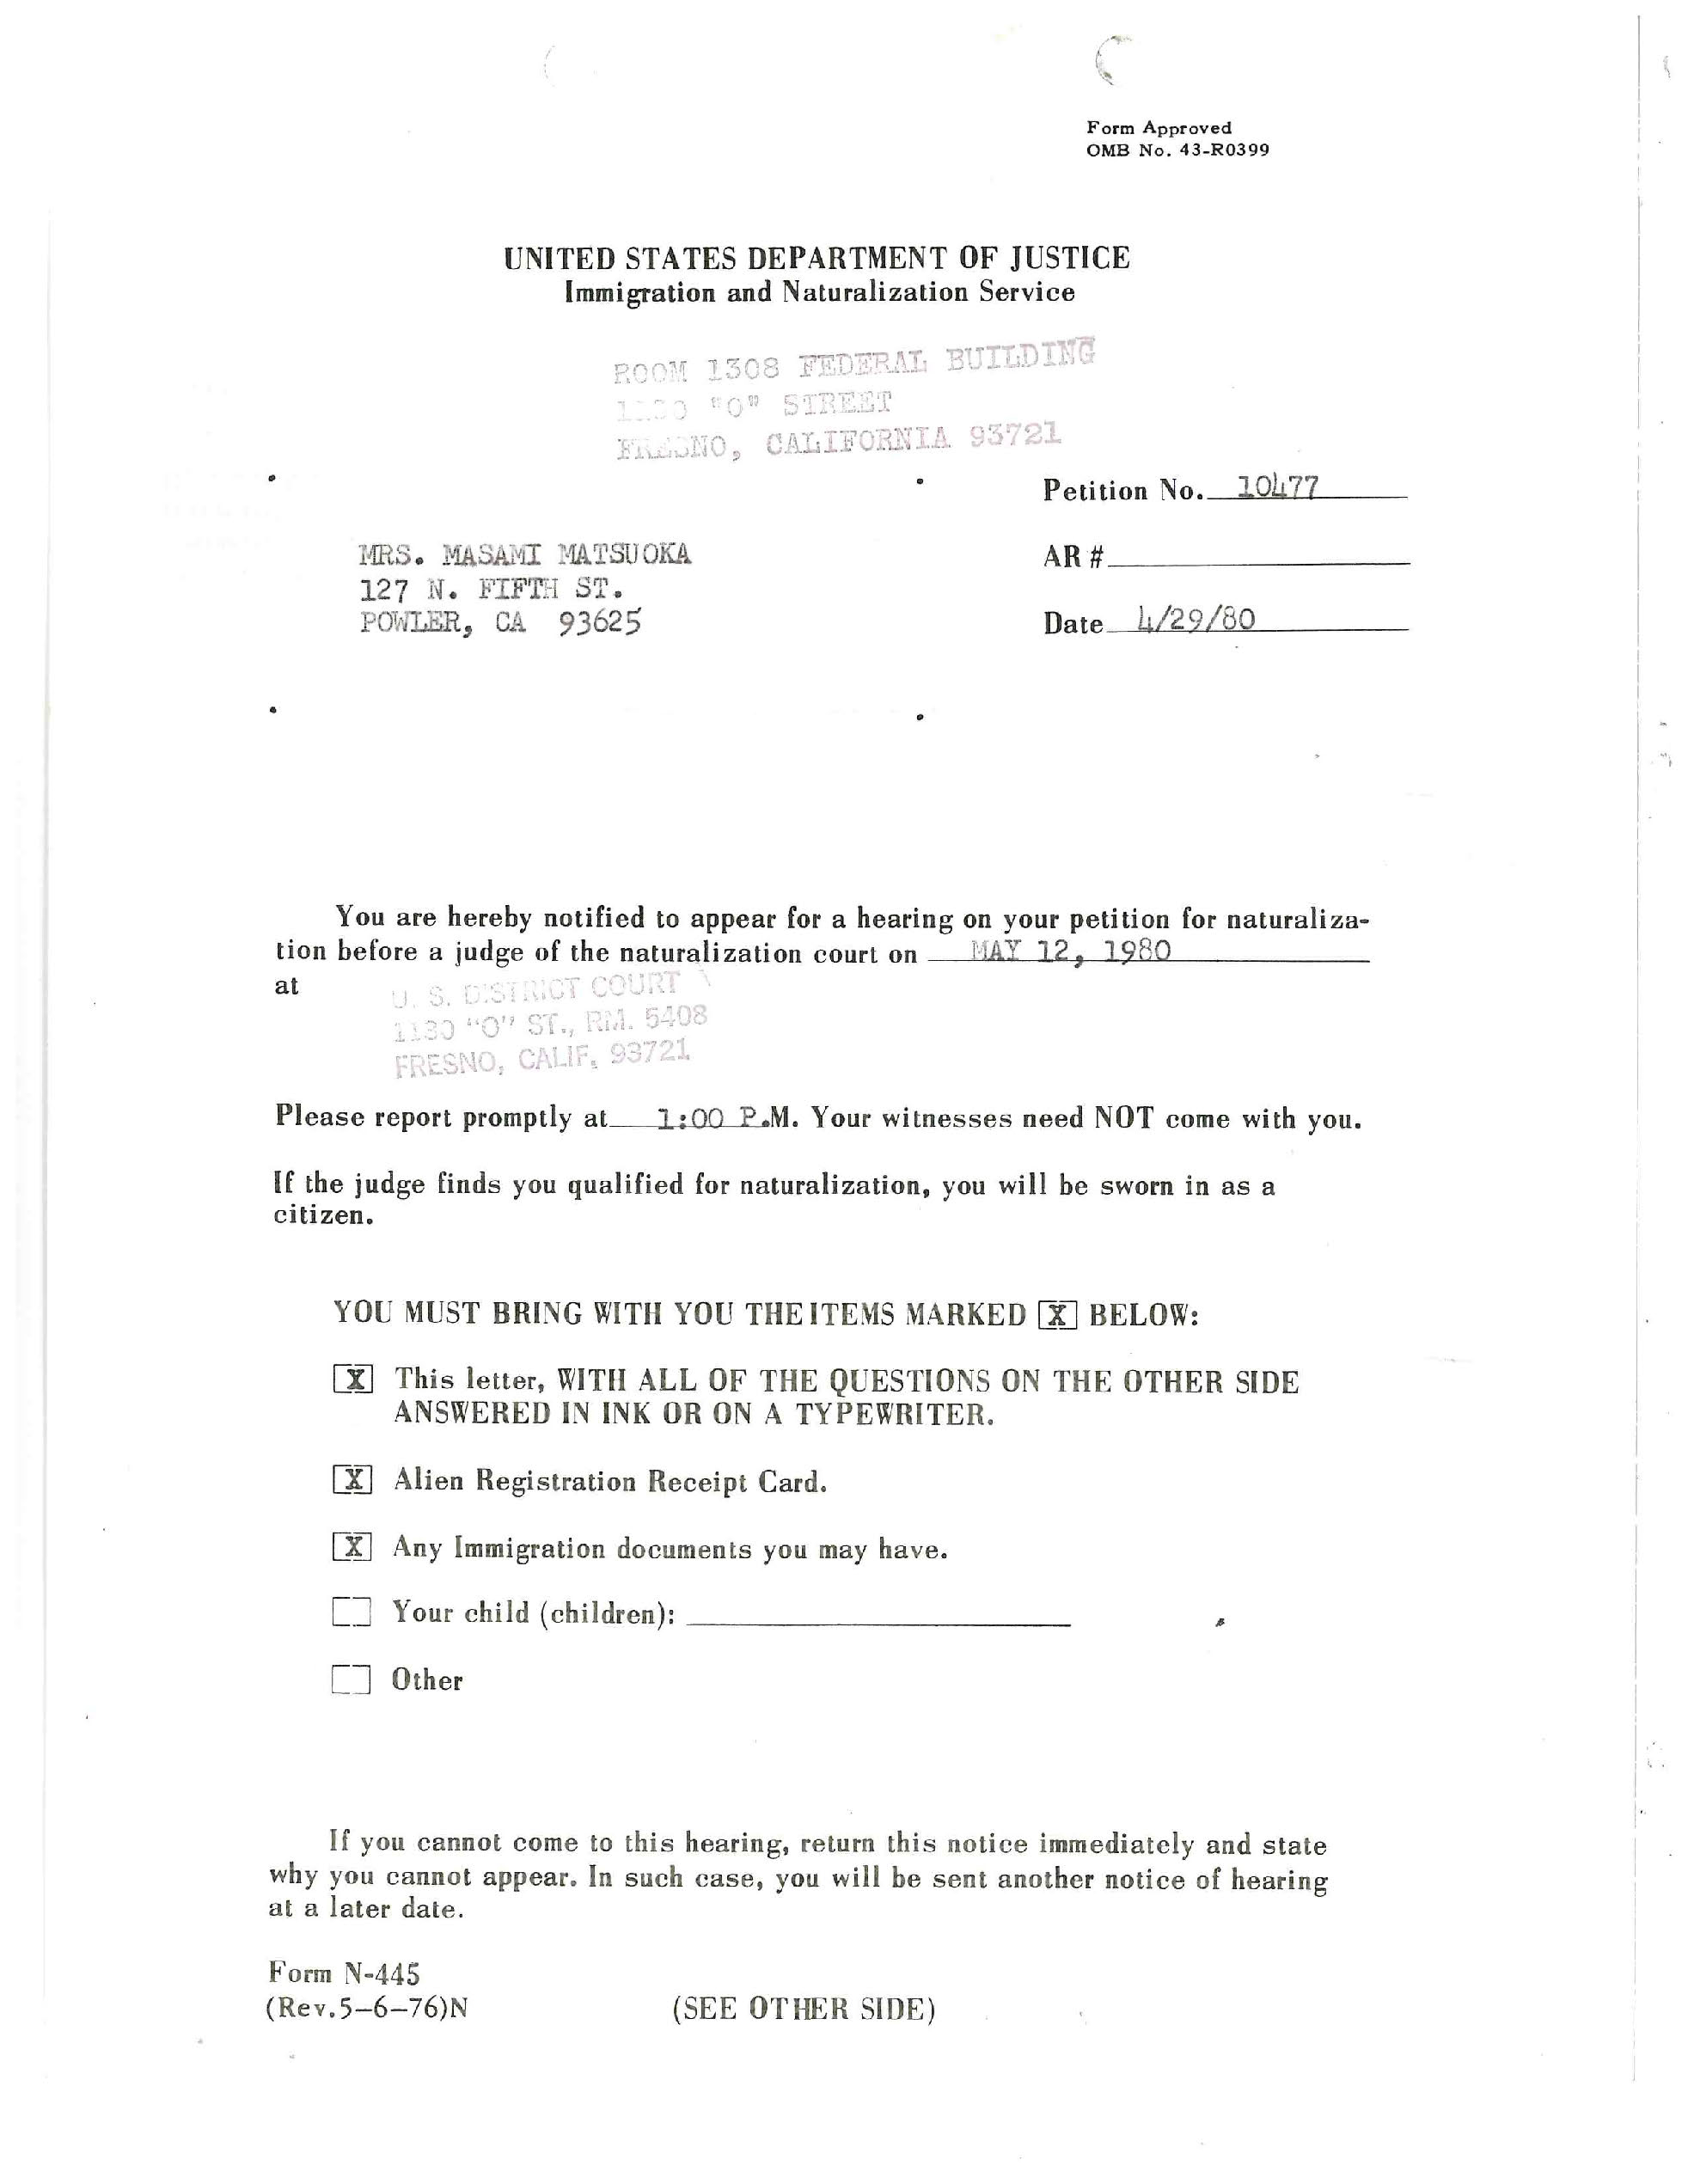 Form Approved
OMB No. 43-R0399
UNITED STATES DEPARTMENT OF JUSTICE
Immigration and Naturalization Service
ROOM 1308 FEDERAL BUILDING
1130 "O" STREET
FRESNO, CALIFORNIA 93721
Petition No. 10477
MRS. MASAMI MATSUOKA
127 N. FIFTH ST.
POWLER, CA 93625
AR #
Date 4/29/80
You are hereby notified to appear for a hearing on your petition for naturaliza-
tion before a judge of the naturalization court on MAY 12, 1980
at
U. S. DISTRICT COURT
1130 "O" ST., RM. 5408
FRESNO, CALIF. 93721
Please report promptly at 1:00 P.M. Your witnesses need NOT come with you.
If the judge finds you qualified for naturalization, you will be sworn in as a
citizen.
YOU MUST BRING WITH YOU THE ITEMS MARKED X BELOW:
X This letter, WITH ALL OF THE QUESTIONS ON THE OTHER SIDE
ANSWERED IN INK OR ON A TYPEWRITER.
X Alien Registration Receipt Card.
X Any Immigration documents you may have.
Your child (children):
Other
If you cannot come to this hearing, return this notice immediately and state
why you cannot appear. In such case, you will be sent another notice of hearing
at a later date.
Form N-445
(Rev.5-6-76)N
(SEE OTHER SIDE)